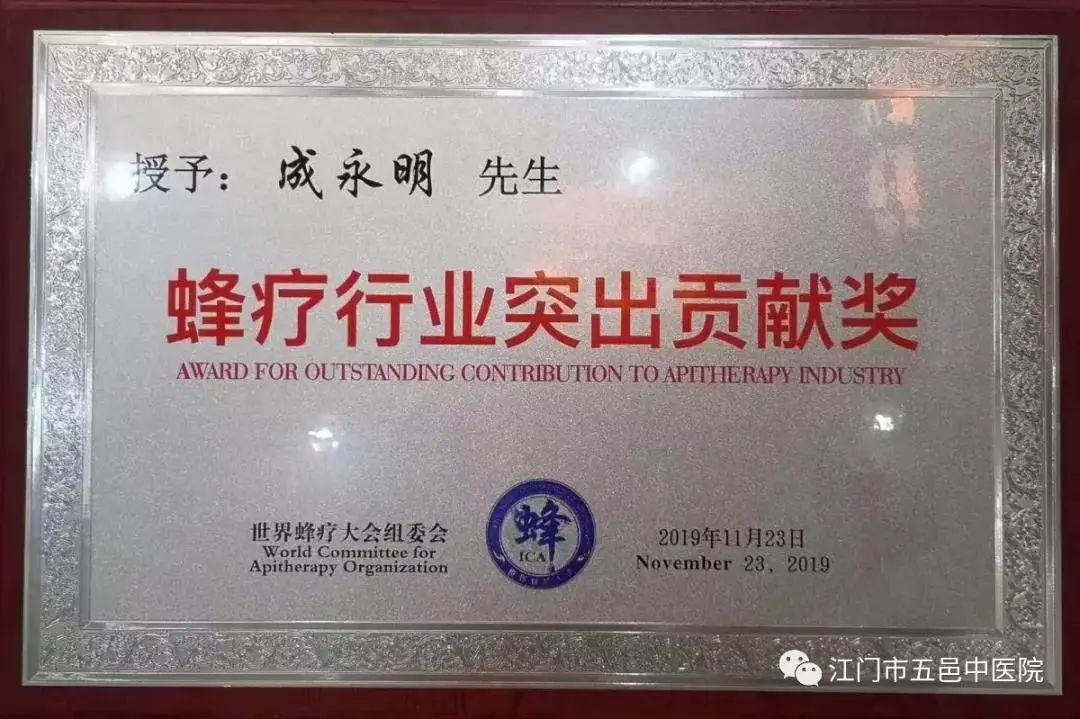 授予: 成永明 先生
蜂疗行业突出贡献奖
AWARD FOR OUTSTANDING CONTRIBUTION TO APITHERAPY INDUSTRY
世界蜂疗大会组委会
World Committee for
Apitherapy Organization
蜂
ICA
2019年11月23日
November 23, 2019
江门市五邑中医院